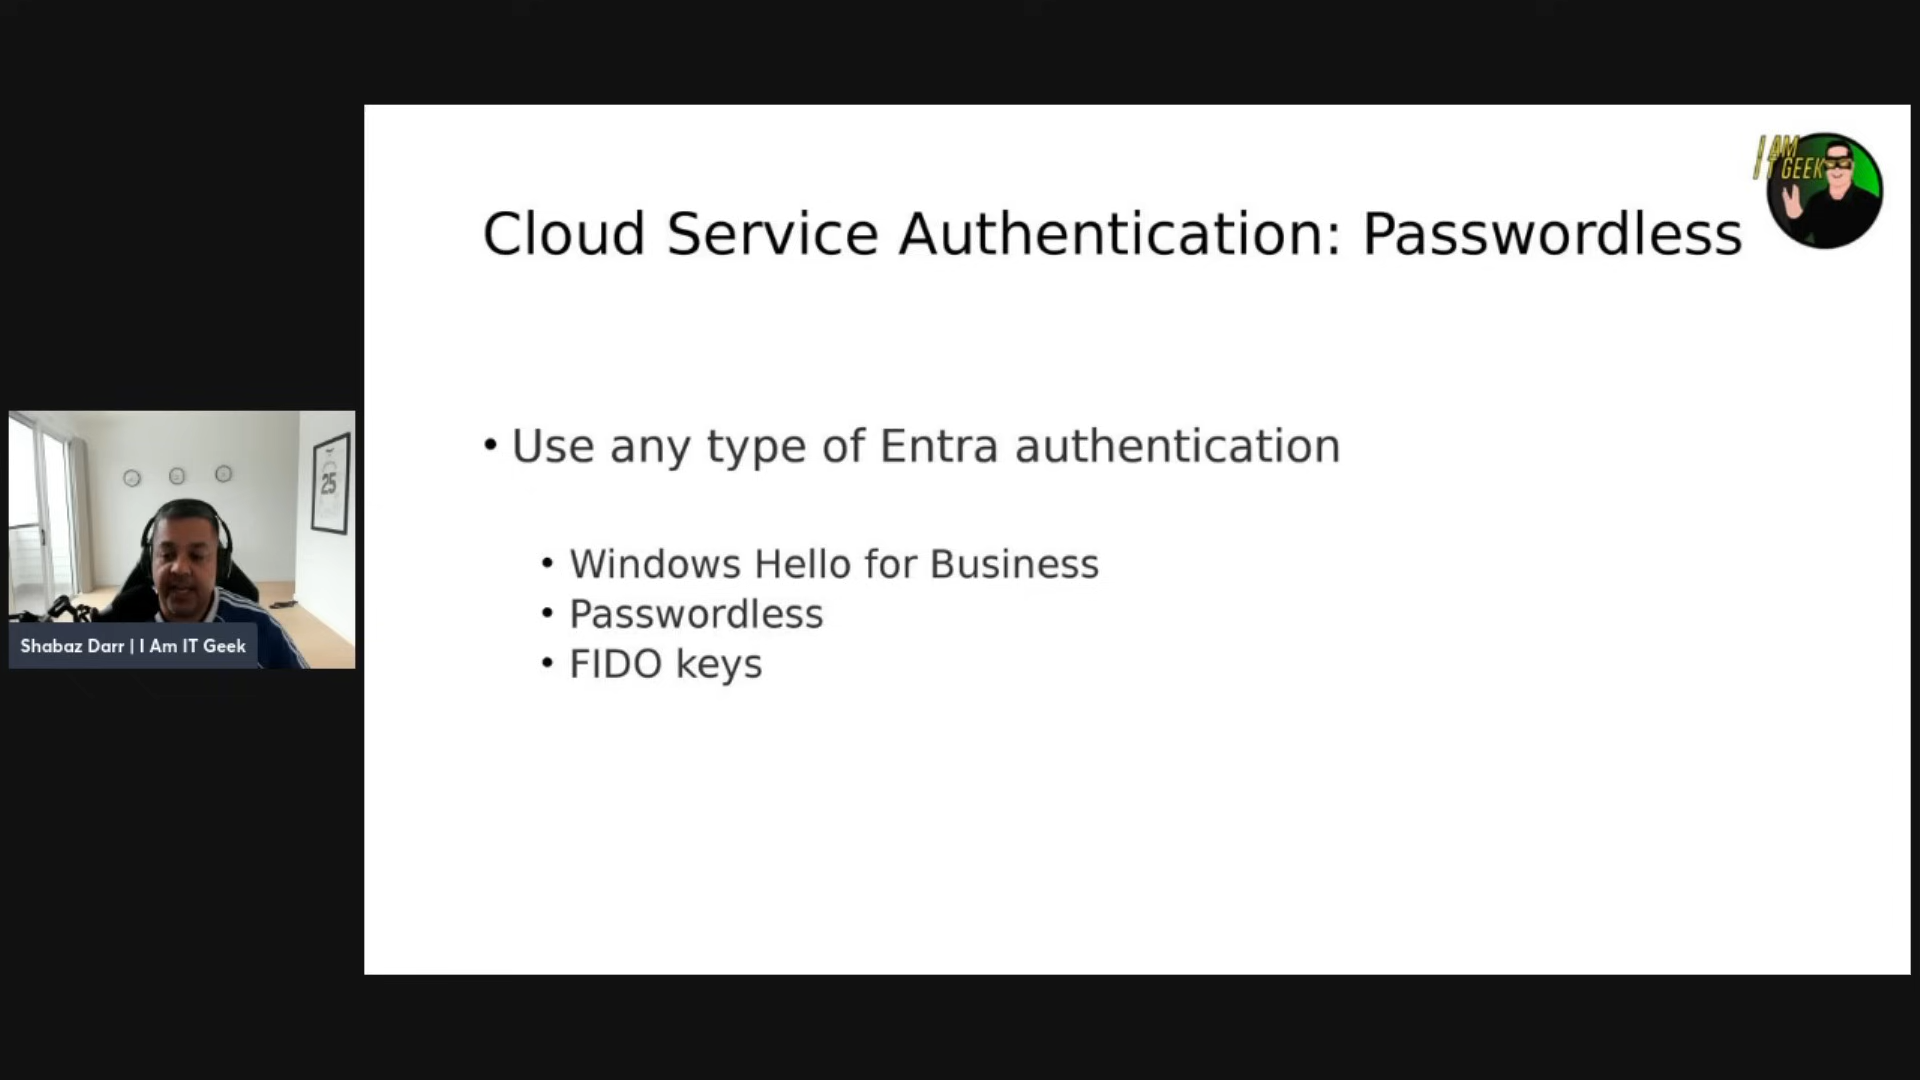 I AM
IT GEEK
Cloud Service Authentication: Passwordless
• Use any type of Entra authentication
• Windows Hello for Business
• Passwordless
• FIDO keys
25
Shabaz Darr | I Am IT Geek